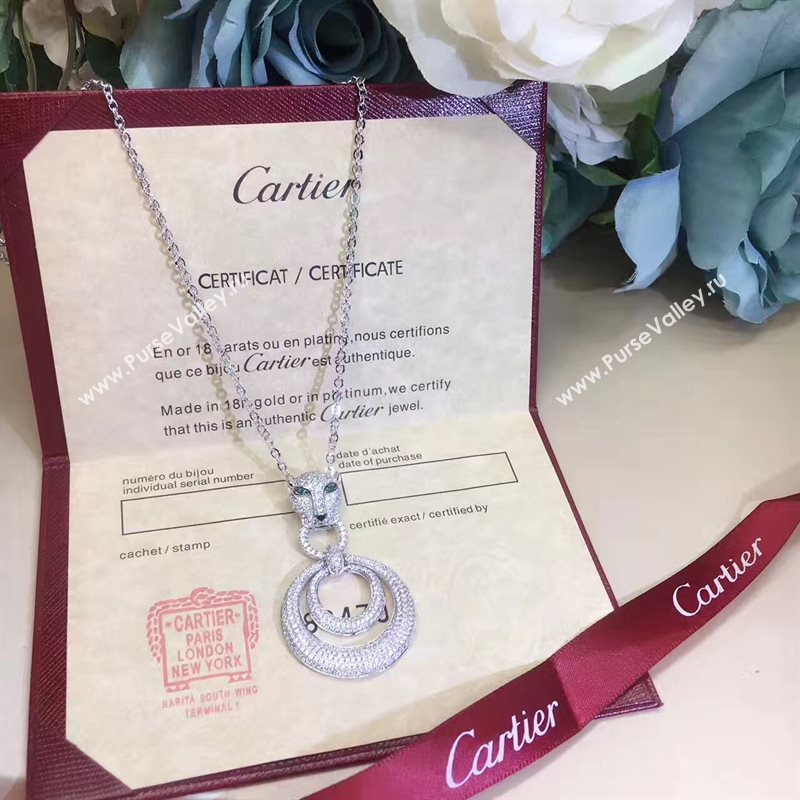 Cartier
CERTIFICAT / CERTIFICATE
En or 18 carats ou en platine, nous certifions
que ce bijou Cartier est authentique.
Made in 18k gold or in platinum, we certify
that this is an authentic Cartier jewel.
numéro du bijou
individual serial number
date d'achat
date of purchase
cachet / stamp
certifié exact / certified by
CARTIER
PARIS
LONDON
NEW YORK
NARITA SOUTH WING
TERMINAL 1
Cartier
Cartier
www.PurseValley.ru
www.PurseValley.ru